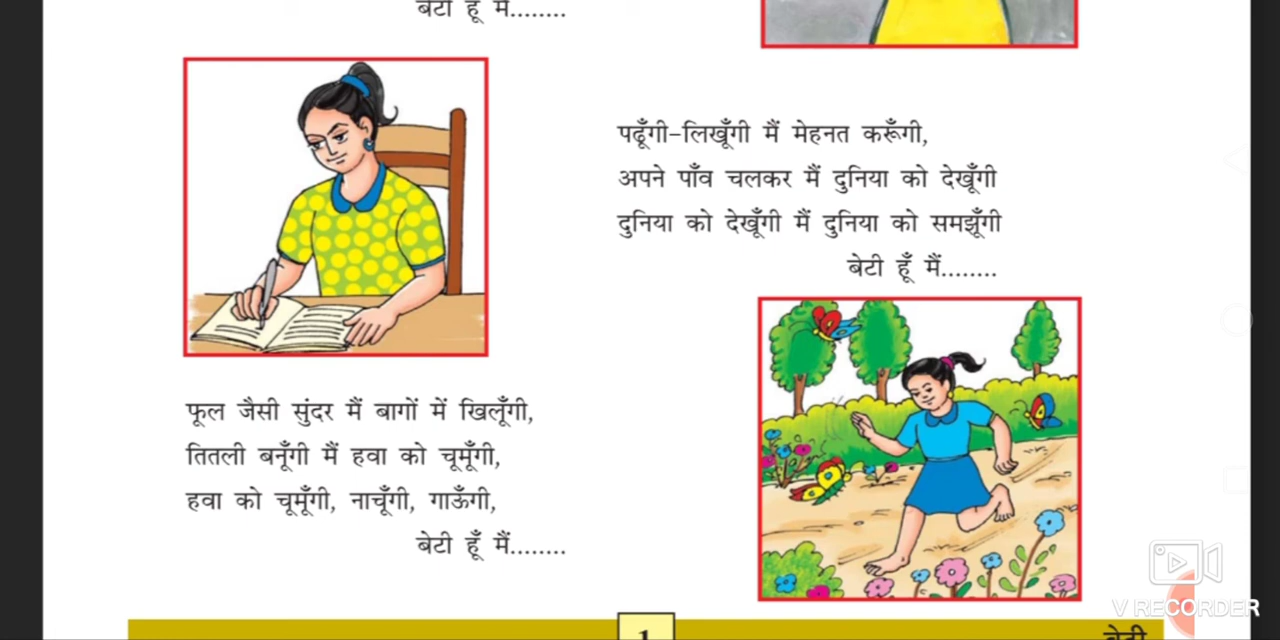 बेटी हूँ मैं........
पढ़ूँगी-लिखूँगी मैं मेहनत करूँगी,
अपने पाँव चलकर मैं दुनिया को देखूँगी
दुनिया को देखूँगी मैं दुनिया को समझूँगी
बेटी हूँ मैं........
फूल जैसी सुंदर मैं बागों में खिलूँगी,
तितली बनूँगी मैं हवा को चूमूँगी,
हवा को चूमूँगी, नाचूँगी, गाऊँगी,
बेटी हूँ मैं........
1
बेटी
V RECORDER